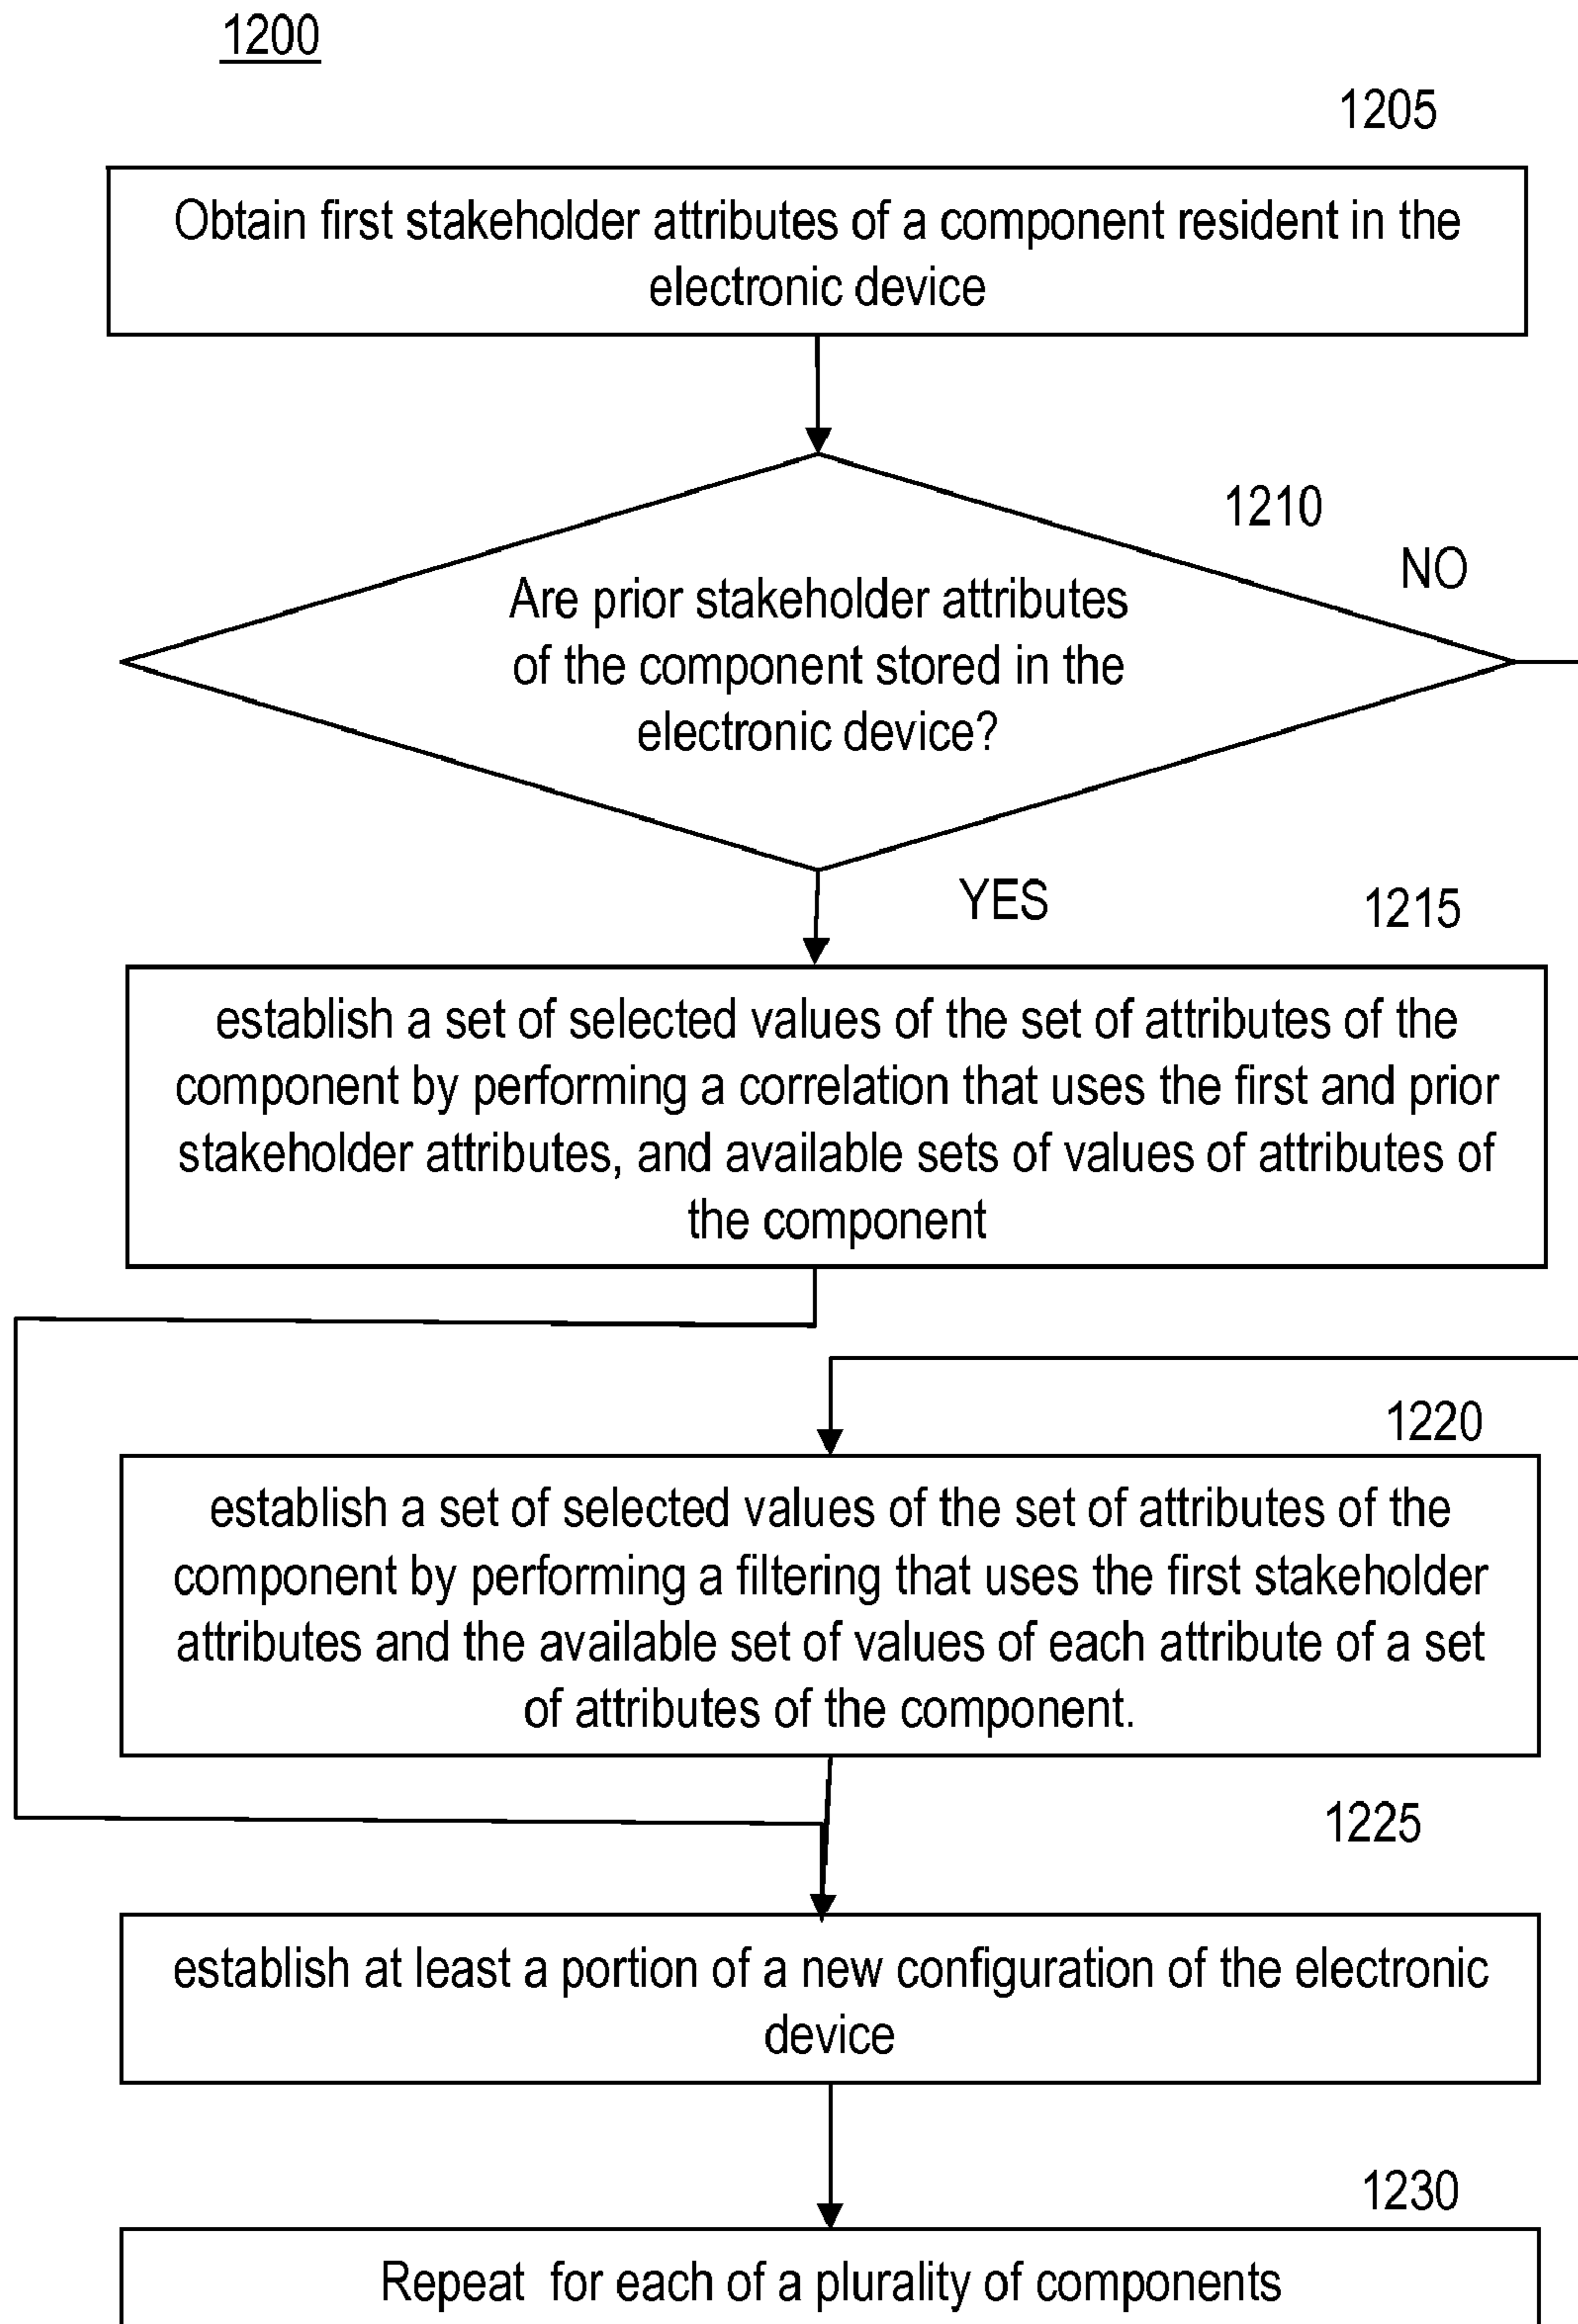 1200
1205
Obtain first stakeholder attributes of a component resident in the
electronic device
1210
NO
Are prior stakeholder attributes
of the component stored in the
electronic device?
YES
1215
establish a set of selected values of the set of attributes of the
component by performing a correlation that uses the first and prior
stakeholder attributes, and available sets of values of attributes of
the component
1220
establish a set of selected values of the set of attributes of the
component by performing a filtering that uses the first stakeholder
attributes and the available set of values of each attribute of a set
of attributes of the component.
1225
establish at least a portion of a new configuration of the electronic
device
1230
Repeat for each of a plurality of components